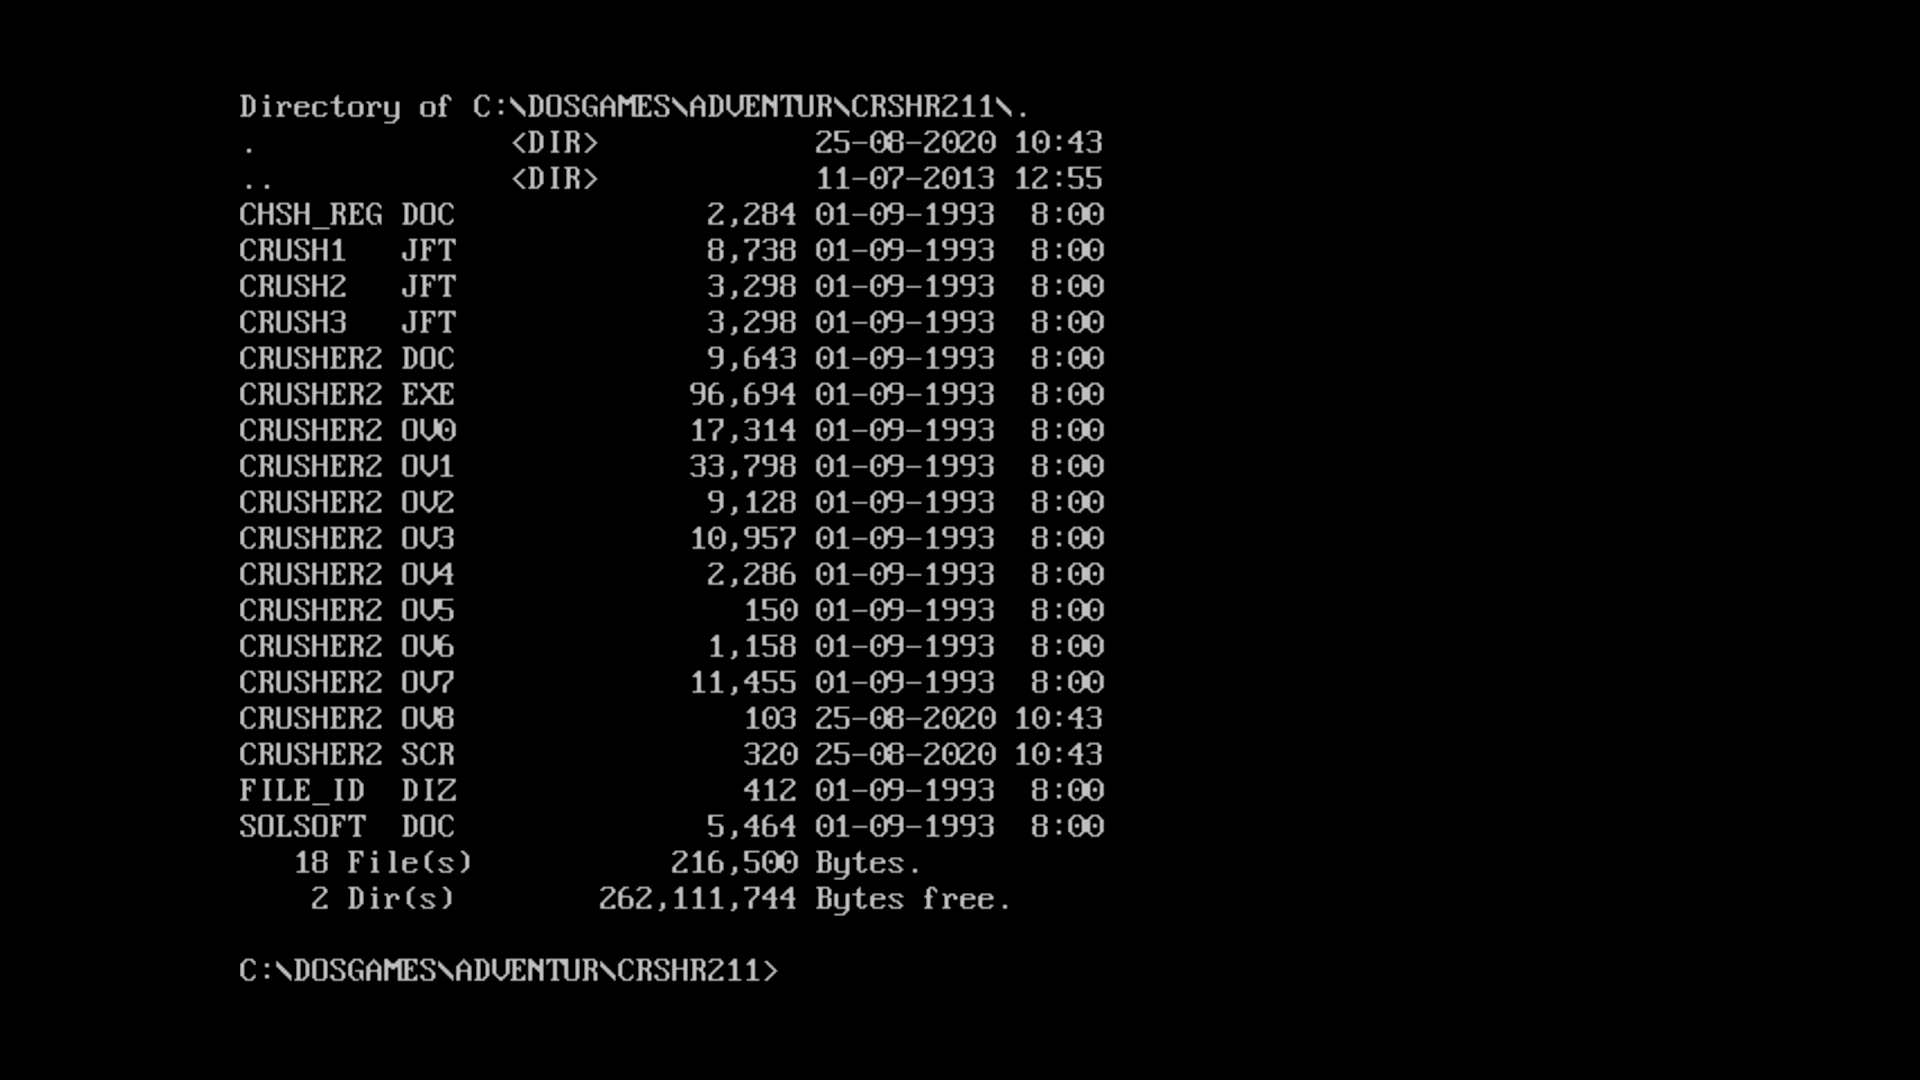 Directory of C:\DOSGAMES\ADVENTUR\CRSHR211\.
.              <DIR>            25-08-2020 10:43
..             <DIR>            11-07-2013 12:55
CHSH_REG DOC              2,284 01-09-1993  8:00
CRUSH1   JFT              8,738 01-09-1993  8:00
CRUSH2   JFT              3,298 01-09-1993  8:00
CRUSH3   JFT              3,298 01-09-1993  8:00
CRUSHER2 DOC              9,643 01-09-1993  8:00
CRUSHER2 EXE             96,694 01-09-1993  8:00
CRUSHER2 OV0             17,314 01-09-1993  8:00
CRUSHER2 OV1             33,798 01-09-1993  8:00
CRUSHER2 OV2              9,128 01-09-1993  8:00
CRUSHER2 OV3             10,957 01-09-1993  8:00
CRUSHER2 OV4              2,286 01-09-1993  8:00
CRUSHER2 OV5                150 01-09-1993  8:00
CRUSHER2 OV6              1,158 01-09-1993  8:00
CRUSHER2 OV7             11,455 01-09-1993  8:00
CRUSHER2 OV8                103 25-08-2020 10:43
CRUSHER2 SCR                320 25-08-2020 10:43
FILE_ID  DIZ                412 01-09-1993  8:00
SOLSOFT  DOC              5,464 01-09-1993  8:00
   18 File(s)           216,500 Bytes.
    2 Dir(s)        262,111,744 Bytes free.
C:\DOSGAMES\ADVENTUR\CRSHR211>